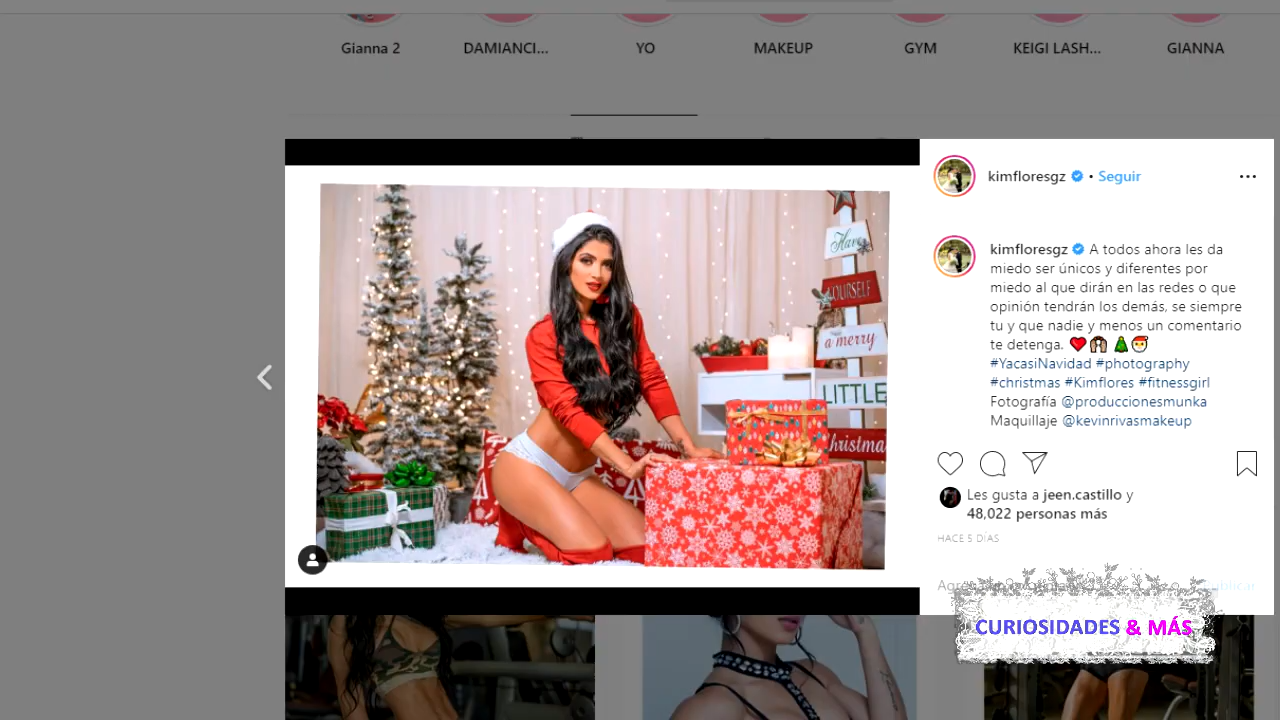 Gianna 2
DAMIANCI...
YO
MAKEUP
GYM
KEIGI LASH...
GIANNA
kimfloresgz • Seguir
kimfloresgz A todos ahora les da
miedo ser únicos y diferentes por
miedo al que dirán en las redes o que
opinión tendrán los demás, se siempre
tu y que nadie y menos un comentario
te detenga.
#YacasiNavidad #photography
#christmas #Kimflores #fitnessgirl
Fotografía @produccionesmunka
Maquillaje @kevinrivasmakeup
Les gusta a jeen.castillo y
48,022 personas más
HACE 5 DÍAS
CURIOSIDADES & MÁS
Have
YOURSELF
a merry
LITTLE
Christmas